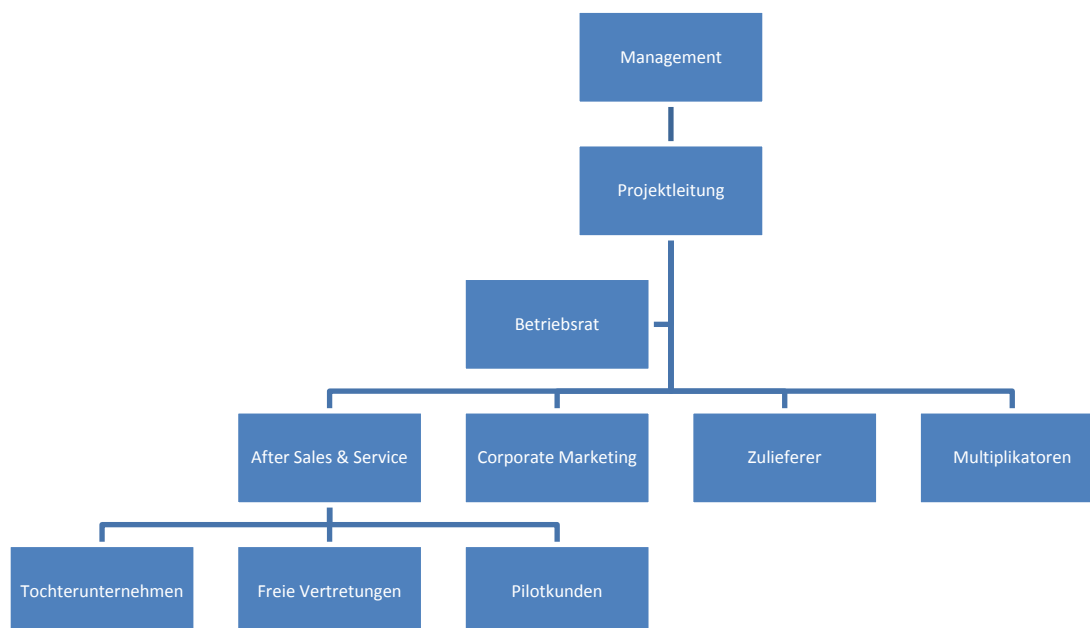 Management
Projektleitung
Betriebsrat
After Sales & Service
Corporate Marketing
Zulieferer
Multiplikatoren
Tochterunternehmen
Freie Vertretungen
Pilotkunden